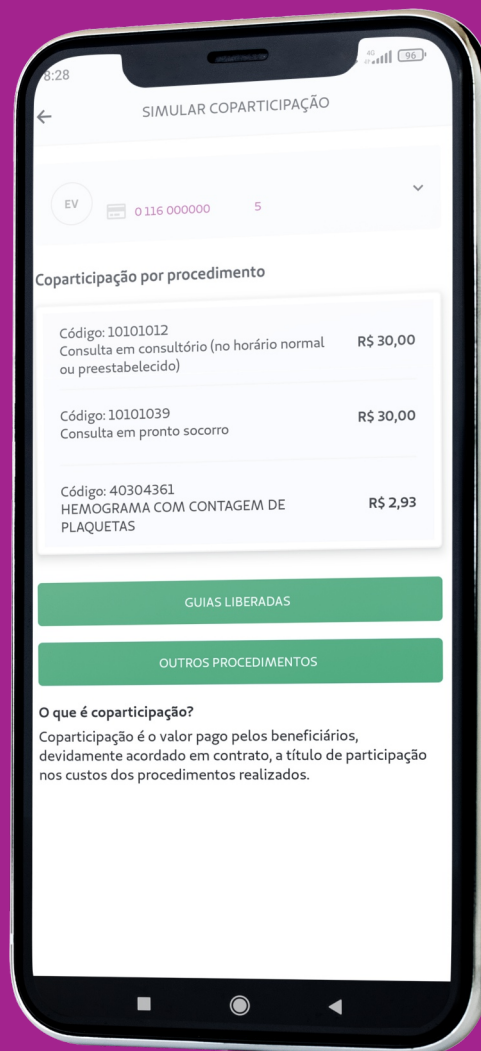 8:28
4G
96
SIMULAR COPARTICIPAÇÃO
EV
0 116 000000 5
Coparticipação por procedimento
Código: 10101012
Consulta em consultório (no horário normal
ou preestabelecido)
R$ 30,00
Código: 10101039
Consulta em pronto socorro
R$ 30,00
Código: 40304361
HEMOGRAMA COM CONTAGEM DE
PLAQUETAS
R$ 2,93
GUIAS LIBERADAS
OUTROS PROCEDIMENTOS
O que é coparticipação?
Coparticipação é o valor pago pelos beneficiários,
devidamente acordado em contrato, a título de participação
nos custos dos procedimentos realizados.